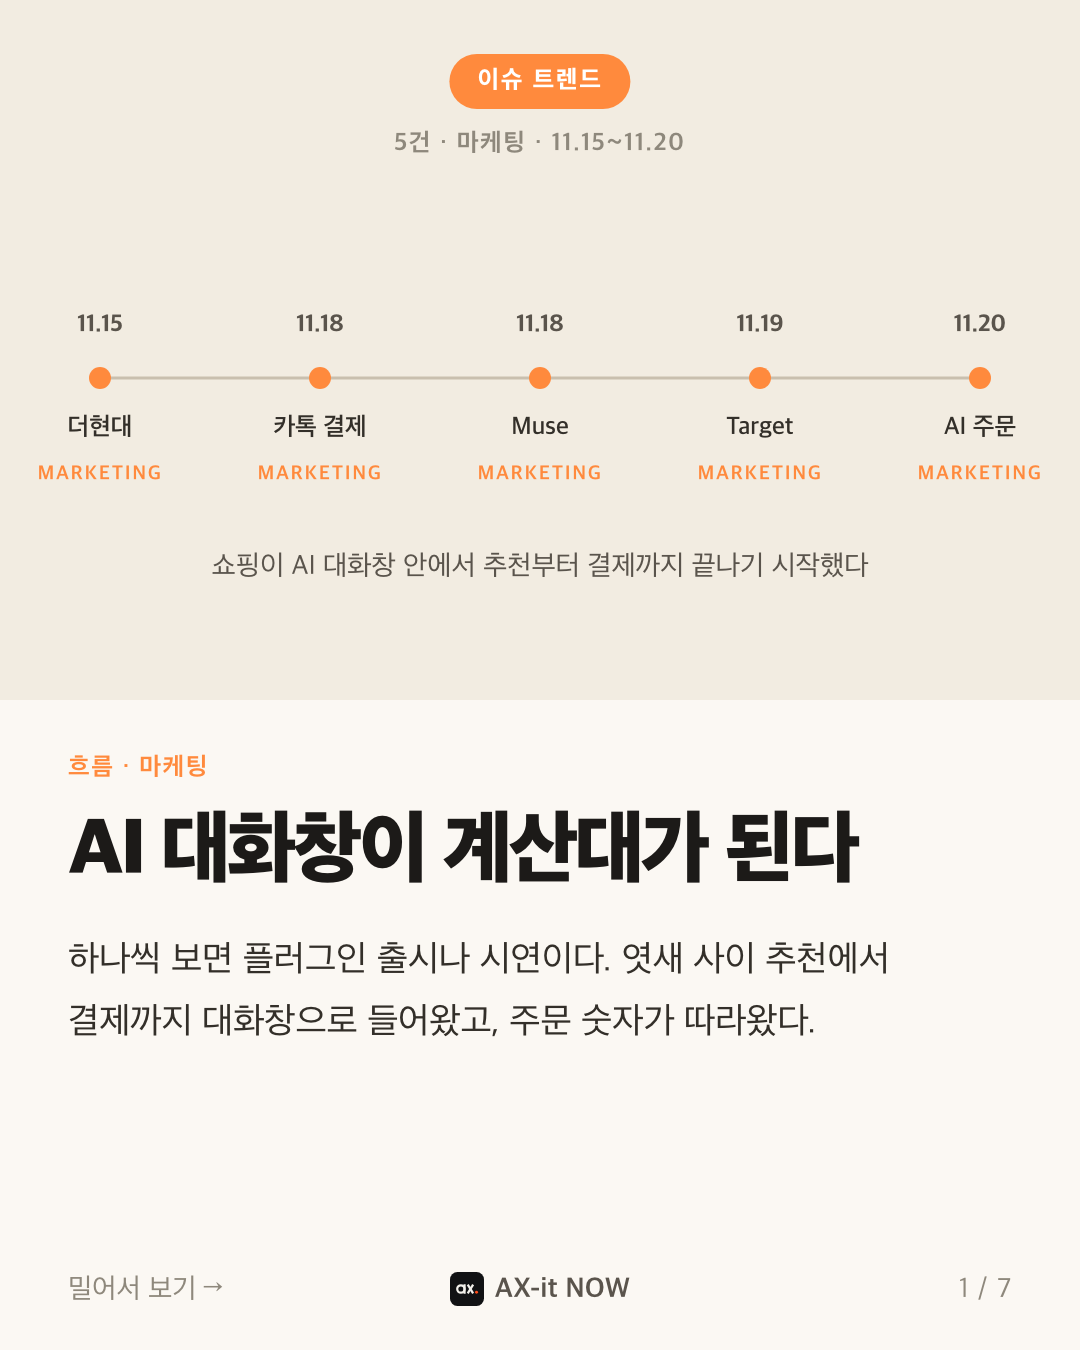 이슈 트렌드
5건 · 마케팅 · 11.15~11.20
11.15 11.18 11.18 11.19 11.20
더현대 카톡 결제 Muse Target AI 주문
MARKETING MARKETING MARKETING MARKETING MARKETING
쇼핑이 AI 대화창 안에서 추천부터 결제까지 끝나기 시작했다
흐름 · 마케팅
AI 대화창이 계산대가 된다
하나씩 보면 플러그인 출시나 시연이다. 엿새 사이 추천에서
결제까지 대화창으로 들어왔고, 주문 숫자가 따라왔다.
밀어서 보기 → ax. AX-it NOW 1 / 7